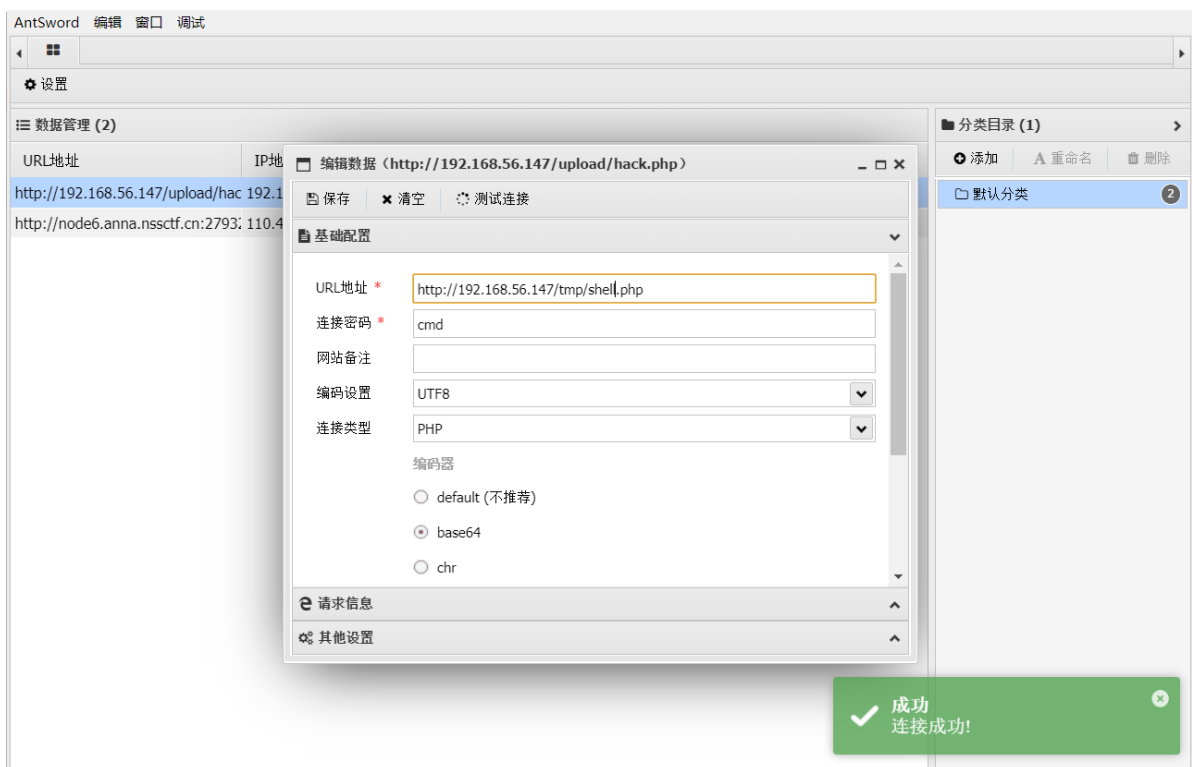 AntSword 编辑 窗口 调试
设置
数据管理 (2)
URL地址 IP地
http://192.168.56.147/upload/hac 192.1
http://node6.anna.nssctf.cn:2793 110.4
编辑数据（http://192.168.56.147/upload/hack.php）
保存 清空 测试连接
基础配置
URL地址 * http://192.168.56.147/tmp/shell.php
连接密码 * cmd
网站备注
编码设置 UTF8
连接类型 PHP
编码器
default (不推荐)
base64
chr
请求信息
其他设置
分类目录 (1)
添加 A 重命名 删除
默认分类 2
成功
连接成功!